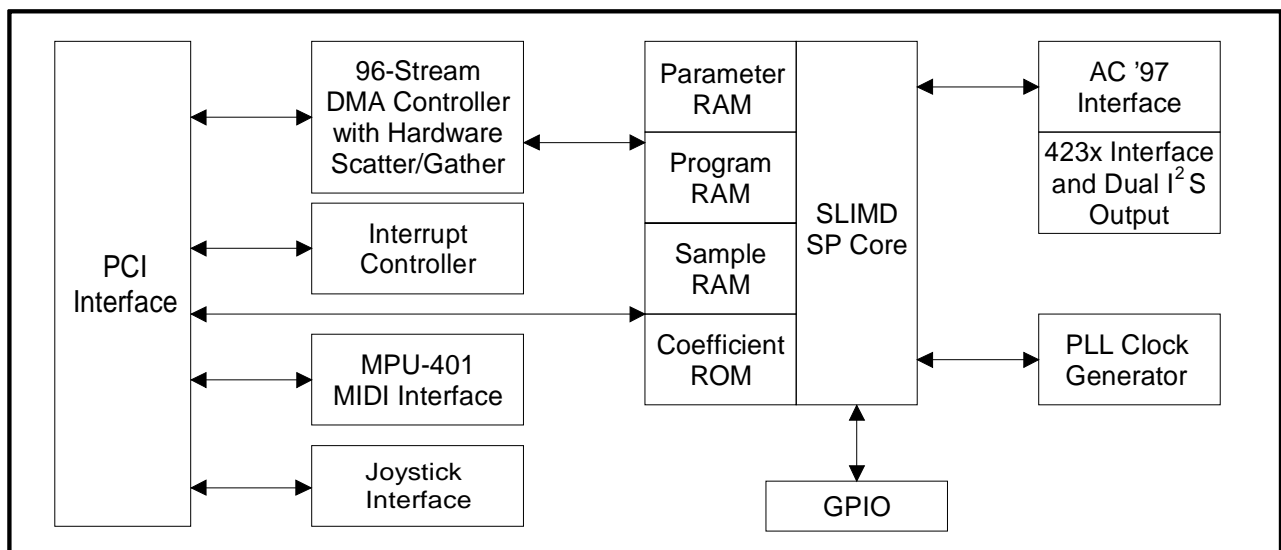 PCI
Interface
96-Stream
DMA Controller
with Hardware
Scatter/Gather
Interrupt
Controller
MPU-401
MIDI Interface
Joystick
Interface
Parameter
RAM
Program
RAM
Sample
RAM
Coefficient
ROM
SLIMD
SP Core
GPIO
AC '97
Interface
423x Interface
and Dual I²S
Output
PLL Clock
Generator